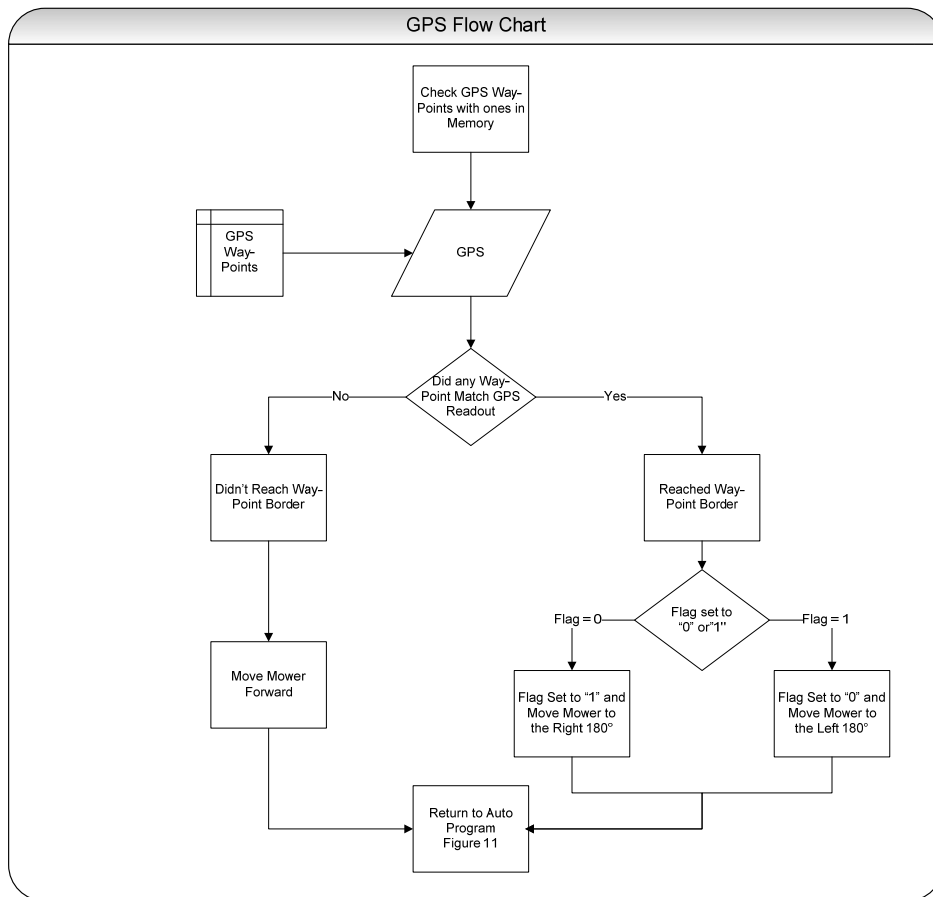 GPS Flow Chart
Check GPS Way-
Points with ones in
Memory
GPS
Way-
Points
GPS
Did any Way-
Point Match GPS
Readout
No
Yes
Didn't Reach Way-
Point Border
Reached Way-
Point Border
Flag set to
"0" or"1"
Flag = 0
Flag = 1
Move Mower
Forward
Flag Set to "1" and
Move Mower to
the Right 180°
Flag Set to "0" and
Move Mower to
the Left 180°
Return to Auto
Program
Figure 11